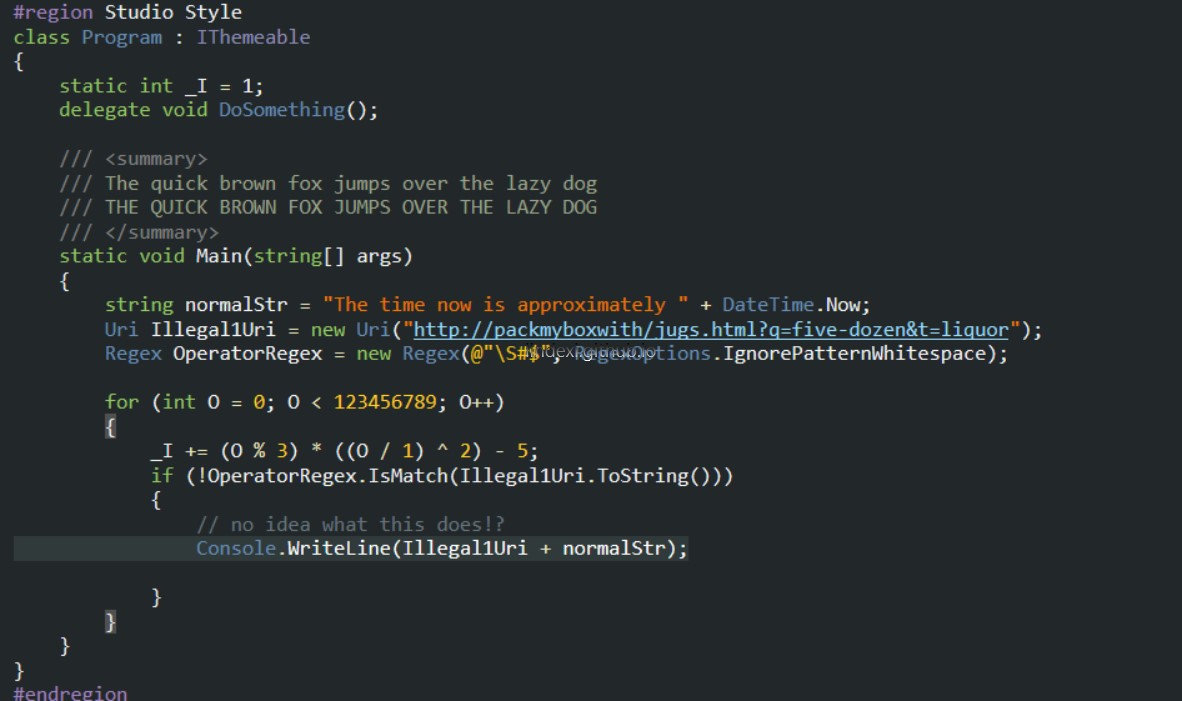 #region Studio Style
class Program : IThemeable
{
    static int _I = 1;
    delegate void DoSomething();
    /// <summary>
    /// The quick brown fox jumps over the lazy dog
    /// THE QUICK BROWN FOX JUMPS OVER THE LAZY DOG
    /// </summary>
    static void Main(string[] args)
    {
        string normalStr = "The time now is approximately " + DateTime.Now;
        Uri Illegal1Uri = new Uri("http://packmyboxwith/jugs.html?q=five-dozen&t=liquor");
        Regex OperatorRegex = new Regex(@"\S#$", RegexOptions.IgnorePatternWhitespace);
        for (int O = 0; O < 123456789; O++)
        {
            _I += (O % 3) * ((O / 1) ^ 2) - 5;
            if (!OperatorRegex.IsMatch(Illegal1Uri.ToString()))
            {
                // no idea what this does!?
                Console.WriteLine(Illegal1Uri + normalStr);
            }
        }
    }
}
#endregion